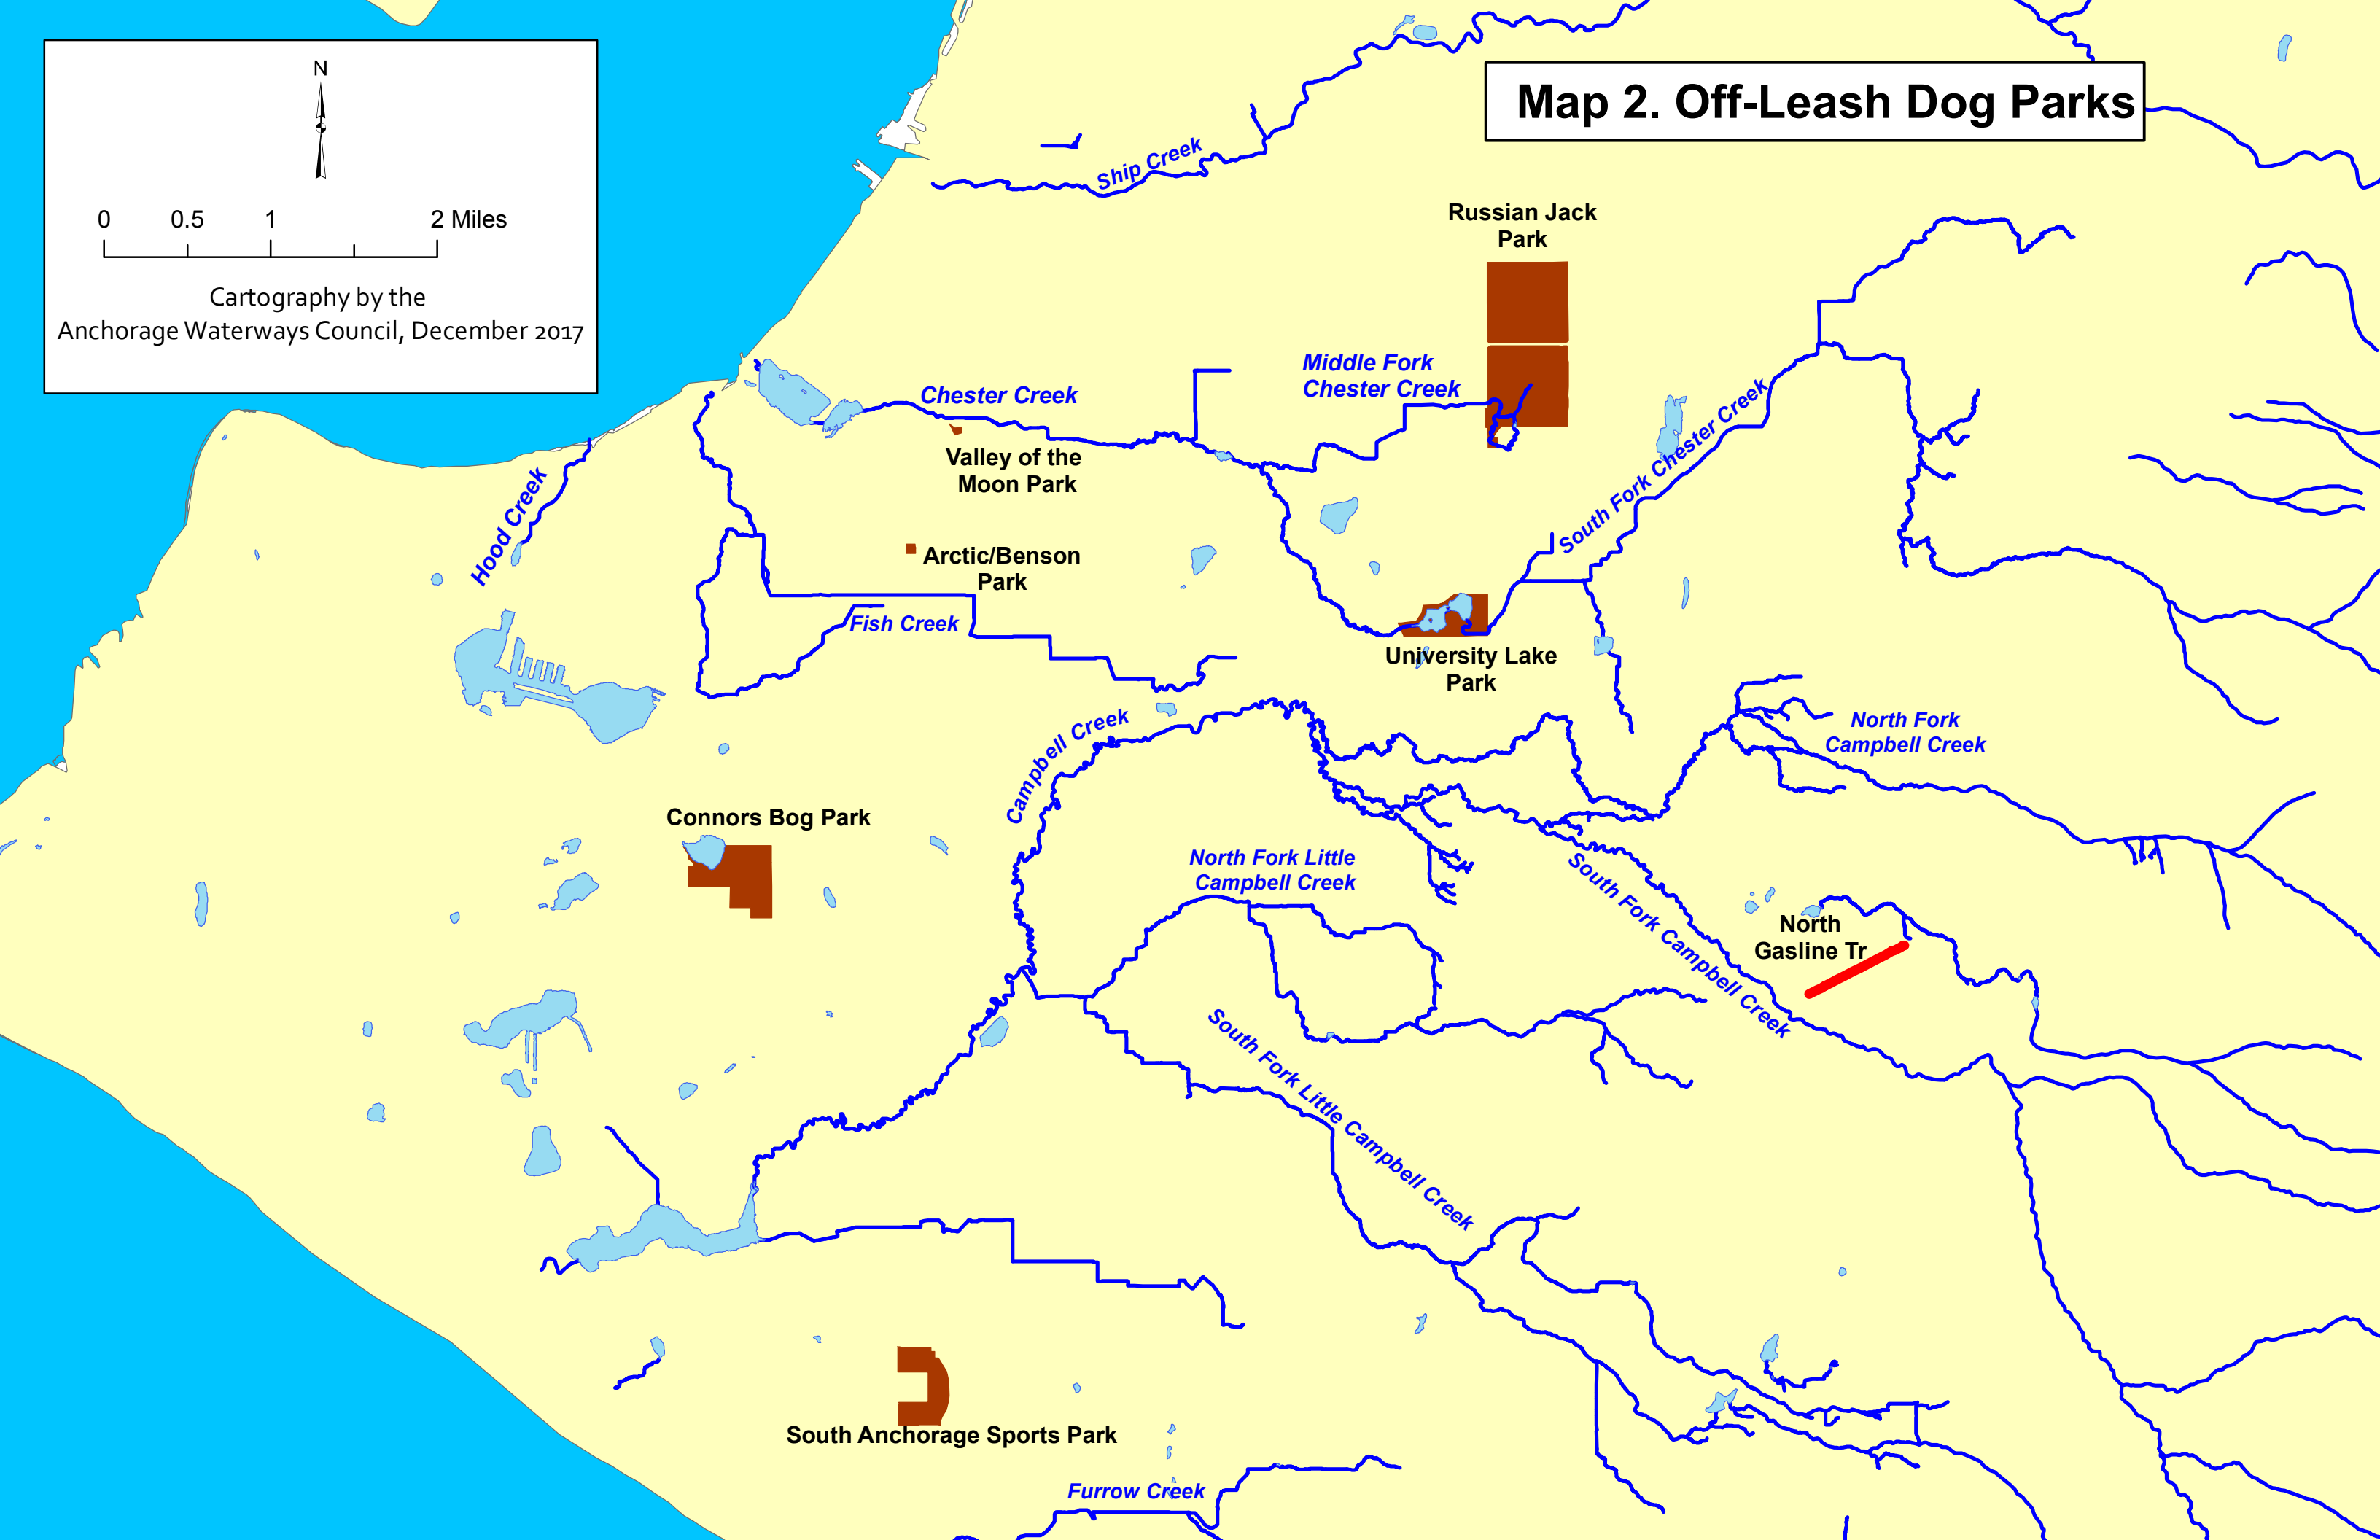 N
0 0.5 1 2 Miles
Cartography by the
Anchorage Waterways Council, December 2017
Map 2. Off-Leash Dog Parks
Ship Creek
Russian Jack
Park
Middle Fork
Chester Creek
Chester Creek
Valley of the
Moon Park
Hood Creek
South Fork Chester Creek
Arctic/Benson
Park
Fish Creek
University Lake
Park
Campbell Creek
North Fork
Campbell Creek
Connors Bog Park
North Fork Little
Campbell Creek
South Fork Campbell Creek
North
Gasline Tr
South Fork Little Campbell Creek
South Anchorage Sports Park
Furrow Creek